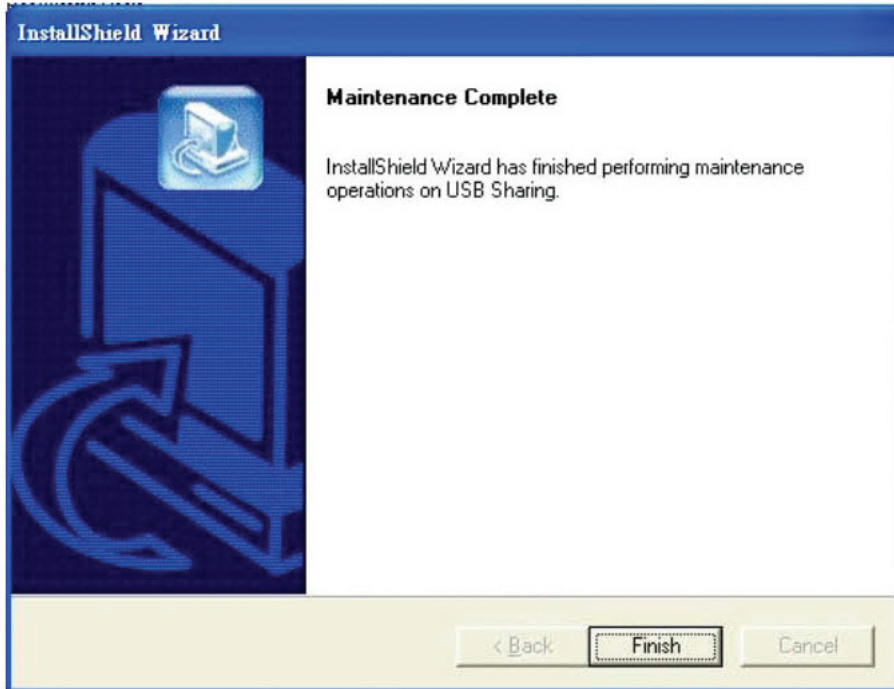 InstallShield Wizard
Maintenance Complete
InstallShield Wizard has finished performing maintenance
operations on USB Sharing.
< Back
Finish
Cancel